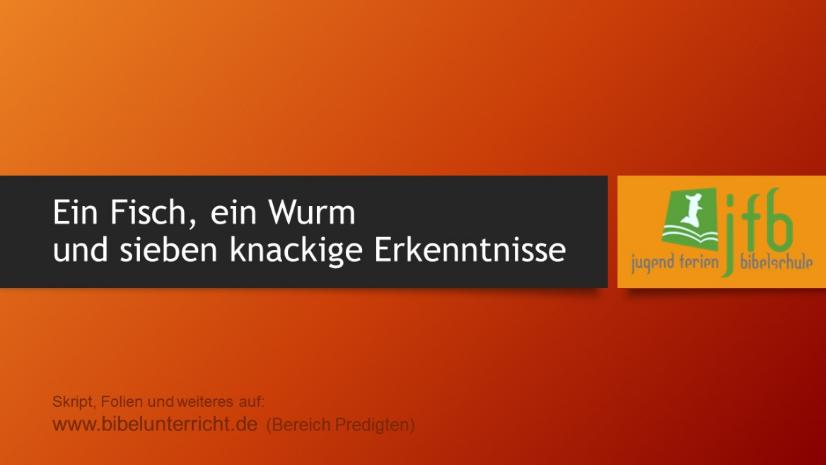 Ein Fisch, ein Wurm
und sieben knackige Erkenntnisse
jfb
jugend ferien bibelschule
Skript, Folien und weiteres auf:
www.bibelunterricht.de (Bereich Predigten)